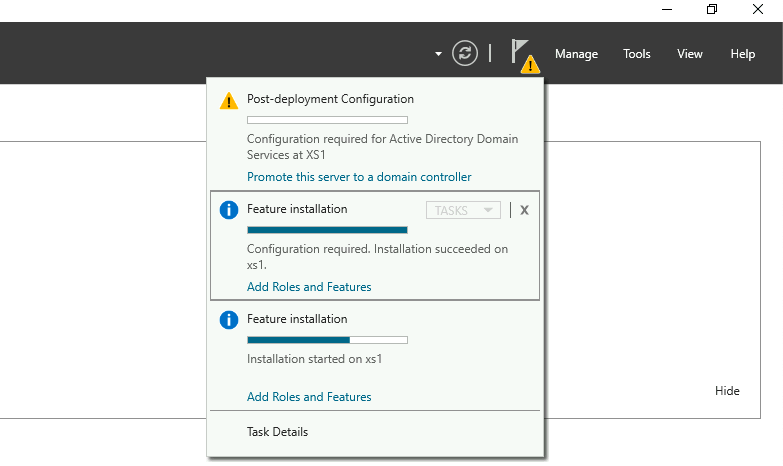 Manage Tools View Help
Post-deployment Configuration
Configuration required for Active Directory Domain
Services at XS1
Promote this server to a domain controller
Feature installation TASKS X
Configuration required. Installation succeeded on
xs1.
Add Roles and Features
Feature installation
Installation started on xs1
Hide
Add Roles and Features
Task Details